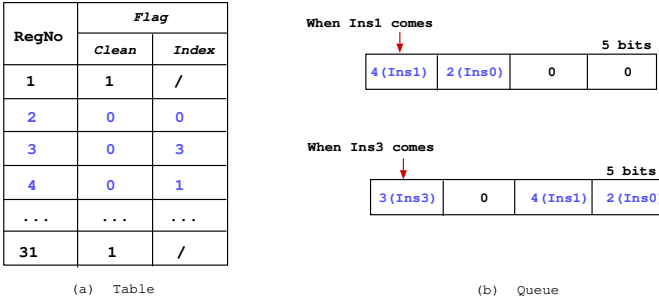 RegNo Flag
Clean Index
1 1 /
2 0 0
3 0 3
4 0 1
... ... ...
31 1 /
(a) Table
When Ins1 comes
5 bits
4(Ins1) 2(Ins0) 0 0
When Ins3 comes
5 bits
3(Ins3) 0 4(Ins1) 2(Ins0)
(b) Queue